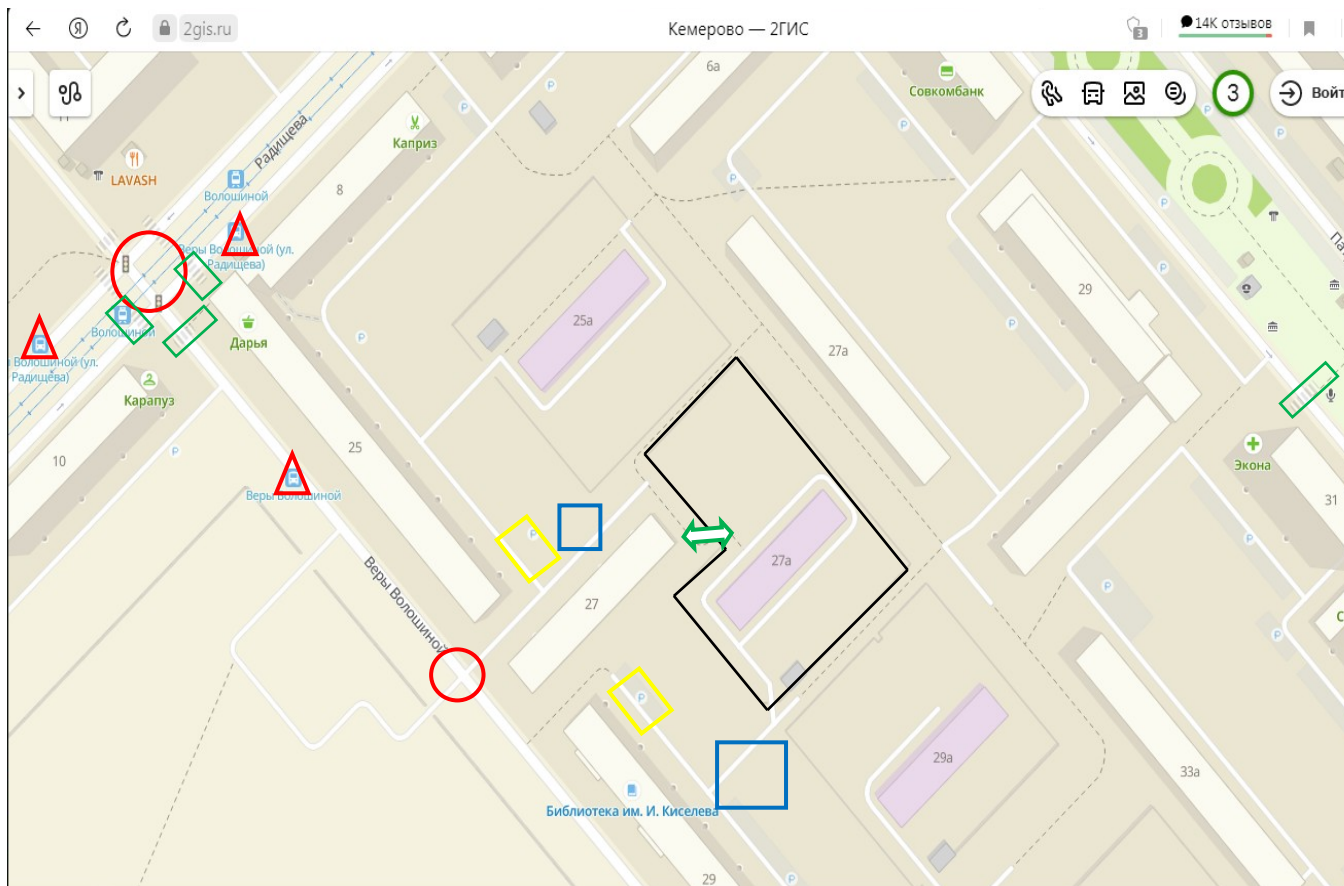 2gis.ru
Кемерово — 2ГИС
3
14К отзывов
6а
Совкомбанк
3
Войт
Р
Р
Р
Р
Р
Радищева
Каприз
LAVASH
Волошиной
8
Р
Р
Веры Волошиной (ул.
Радищева)
25а
29
Р
Р
Волошиной
Дарья
Р
27а
Волошиной (ул.
Радищева)
Карапуз
25
Р
10
Экона
31
Веры Волошиной
Р
27а
Р
Веры Волошиной
27
Р
Р
29а
33а
Библиотека им. И. Киселева
29
Р